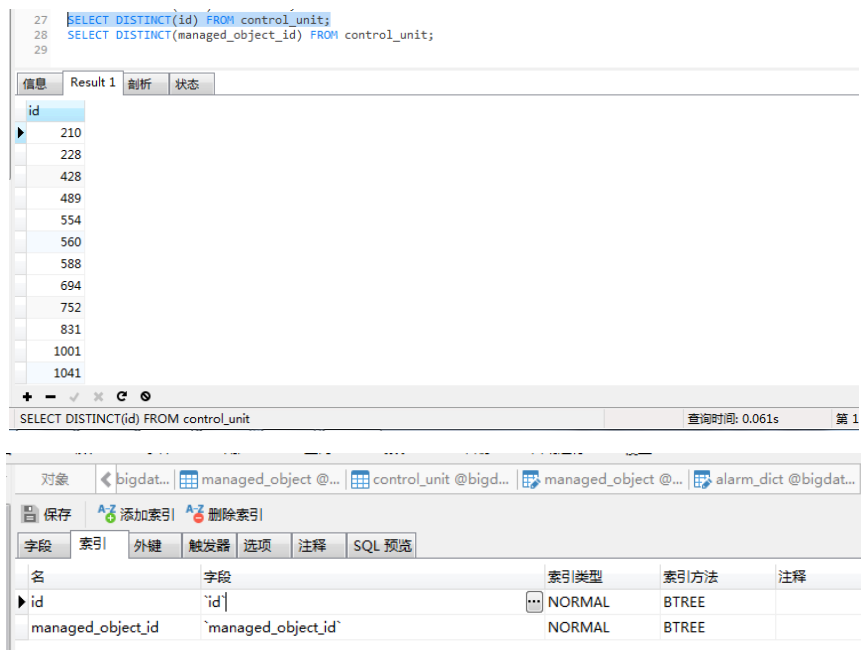 27 SELECT DISTINCT(id) FROM control_unit;
28 SELECT DISTINCT(managed_object_id) FROM control_unit;
29
信息 Result 1 剖析 状态
id
210
228
428
489
554
560
588
694
752
831
1001
1041
SELECT DISTINCT(id) FROM control_unit 查询时间: 0.061s 第 1
对象 bigdat... managed_object @... control_unit @bigd... managed_object @... alarm_dict @bigdat...
保存 添加索引 删除索引
字段 索引 外键 触发器 选项 注释 SQL 预览
名 字段 索引类型 索引方法 注释
id `id` ... NORMAL BTREE
managed_object_id `managed_object_id` NORMAL BTREE